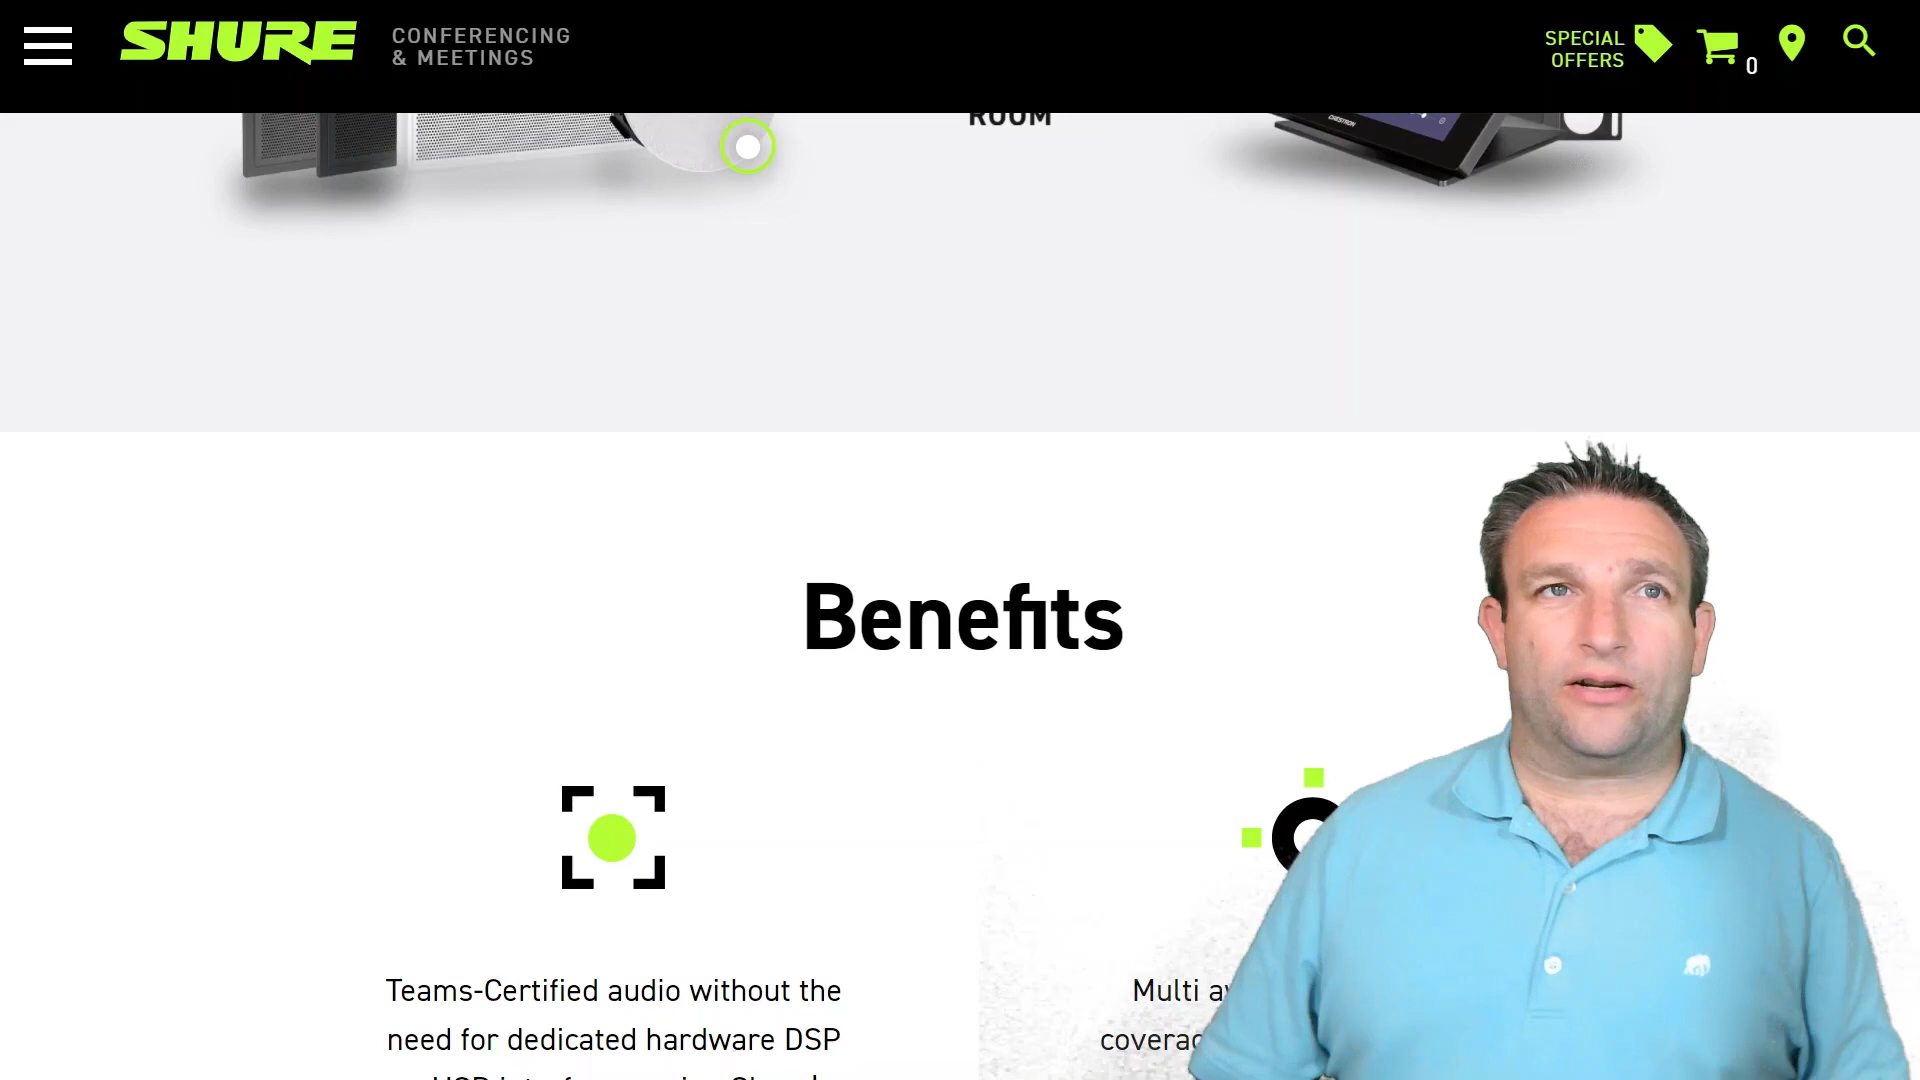 SHURE
CONFERENCING
& MEETINGS
SPECIAL
OFFERS
0
ROOM
CRESTRON
Benefits
Teams-Certified audio without the
need for dedicated hardware DSP
Multi